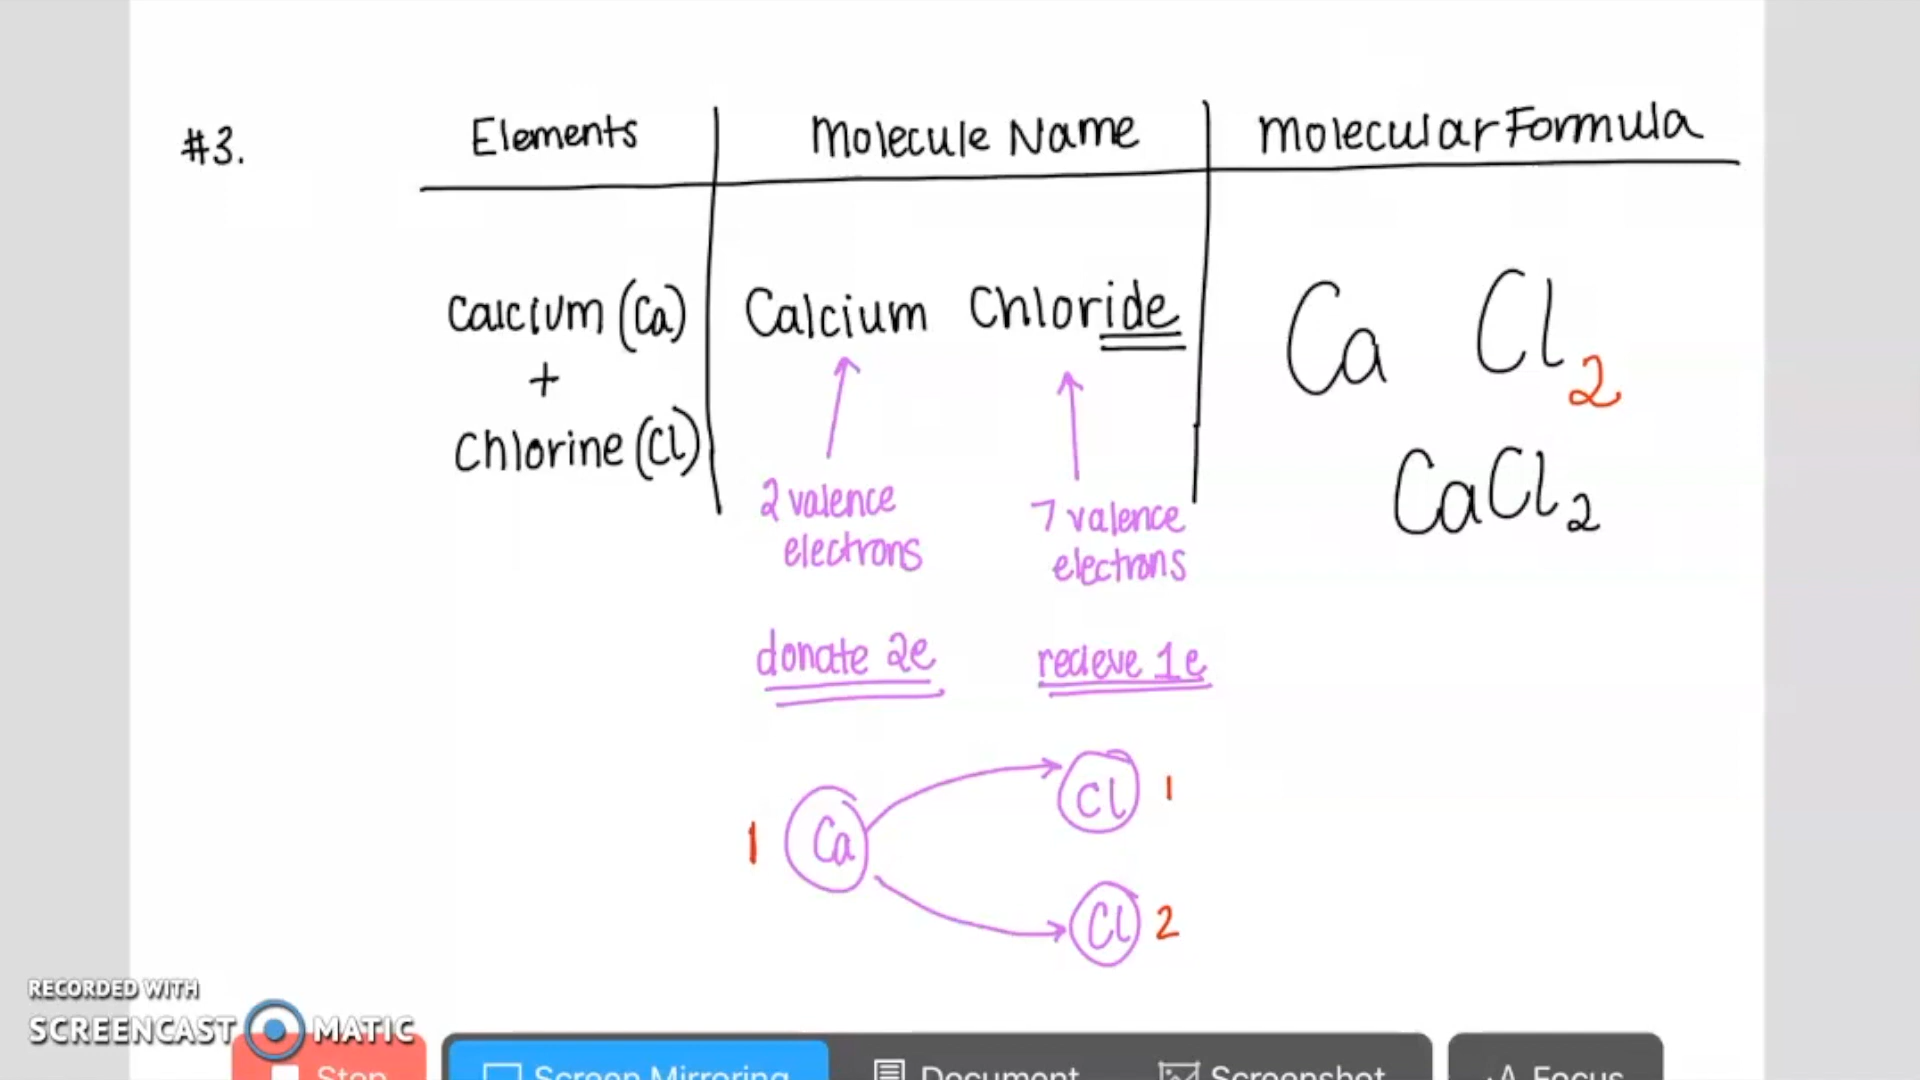 #3.
Elements
Molecule Name
Molecular Formula
Calcium (Ca)
+
Chlorine (Cl)
Calcium Chloride
Ca Cl₂
CaCl₂
2 valence
electrons
7 valence
electrons
donate 2e
recieve 1e
1
Ca
Cl
1
Cl
2
RECORDED WITH
SCREENCAST MATIC
Stop
Screen Mirroring
Document
Screenshot
A Focus